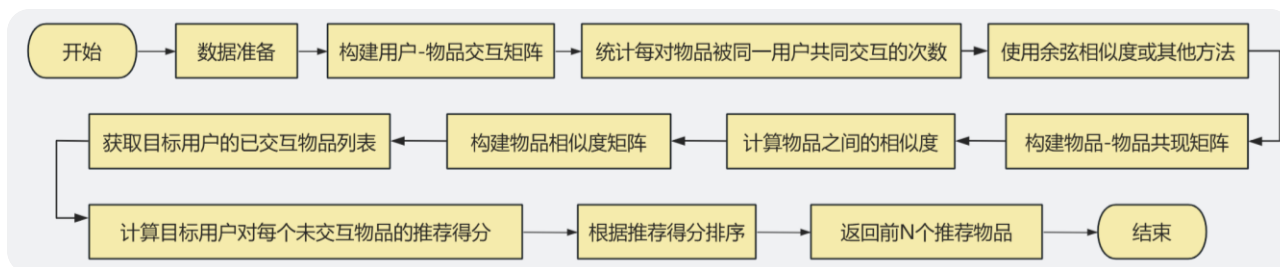 开始
数据准备
构建用户-物品交互矩阵
统计每对物品被同一用户共同交互的次数
使用余弦相似度或其他方法
构建物品-物品共现矩阵
计算物品之间的相似度
构建物品相似度矩阵
获取目标用户的已交互物品列表
计算目标用户对每个未交互物品的推荐得分
根据推荐得分排序
返回前N个推荐物品
结束